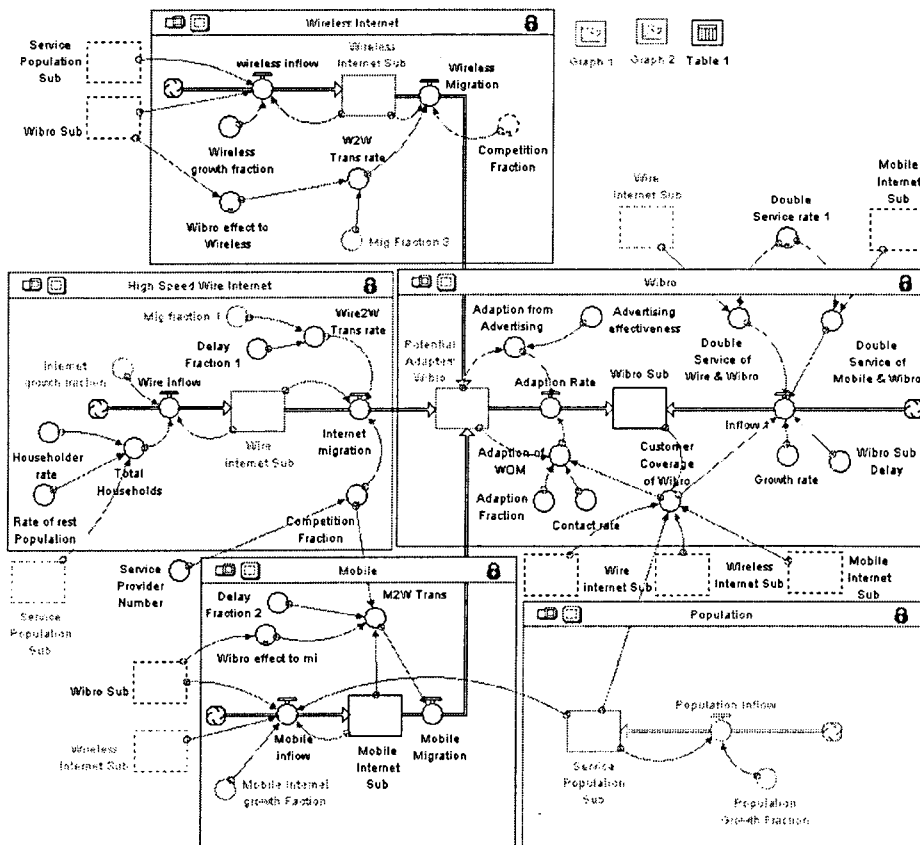 Wireless Internet
Service
Population
Sub
Wibro Sub
wireless inflow
Wireless
Internet Sub
Wireless
Migration
Wireless
growth fraction
W2W
Trans rate
Competition
Fraction
Wibro effect to
Wireless
Mig Fraction 3
Graph 1
Graph 2
Table 1
Wire
Internet Sub
Double
Service rate 1
Mobile
Internet
Sub
High Speed Wire Internet
Mig fraction 1
Wire2W
Trans rate
Delay
Fraction 1
Internet
growth fraction
Wire Inflow
Wire
internet Sub
Internet
migration
Householder
rate
Total
Households
Rate of rest
Population
Competition
Fraction
Service
Provider
Number
Service
Population
Sub
Wibro
Adaption from
Advertising
Advertising
effectiveness
Potential
Adapters
Wibro
Adaption Rate
Wibro Sub
Double
Service of
Wire & Wibro
Double
Service of
Mobile & Wibro
Inflow 1
Adaption of
WOM
Customer
Coverage
of Wibro
Growth rate
Wibro Sub
Delay
Adaption
Fraction
Contact rate
Wire
internet Sub
Wireless
Internet Sub
Mobile
Internet
Sub
Mobile
Delay
Fraction 2
M2W Trans
Wibro effect to mi
Wibro Sub
Wireless
Internet Sub
Mobile
inflow
Mobile
Internet
Sub
Mobile
Migration
Mobile Internet
growth Faction
Population
Population Inflow
Service
Population
Sub
Population
Growth Fraction